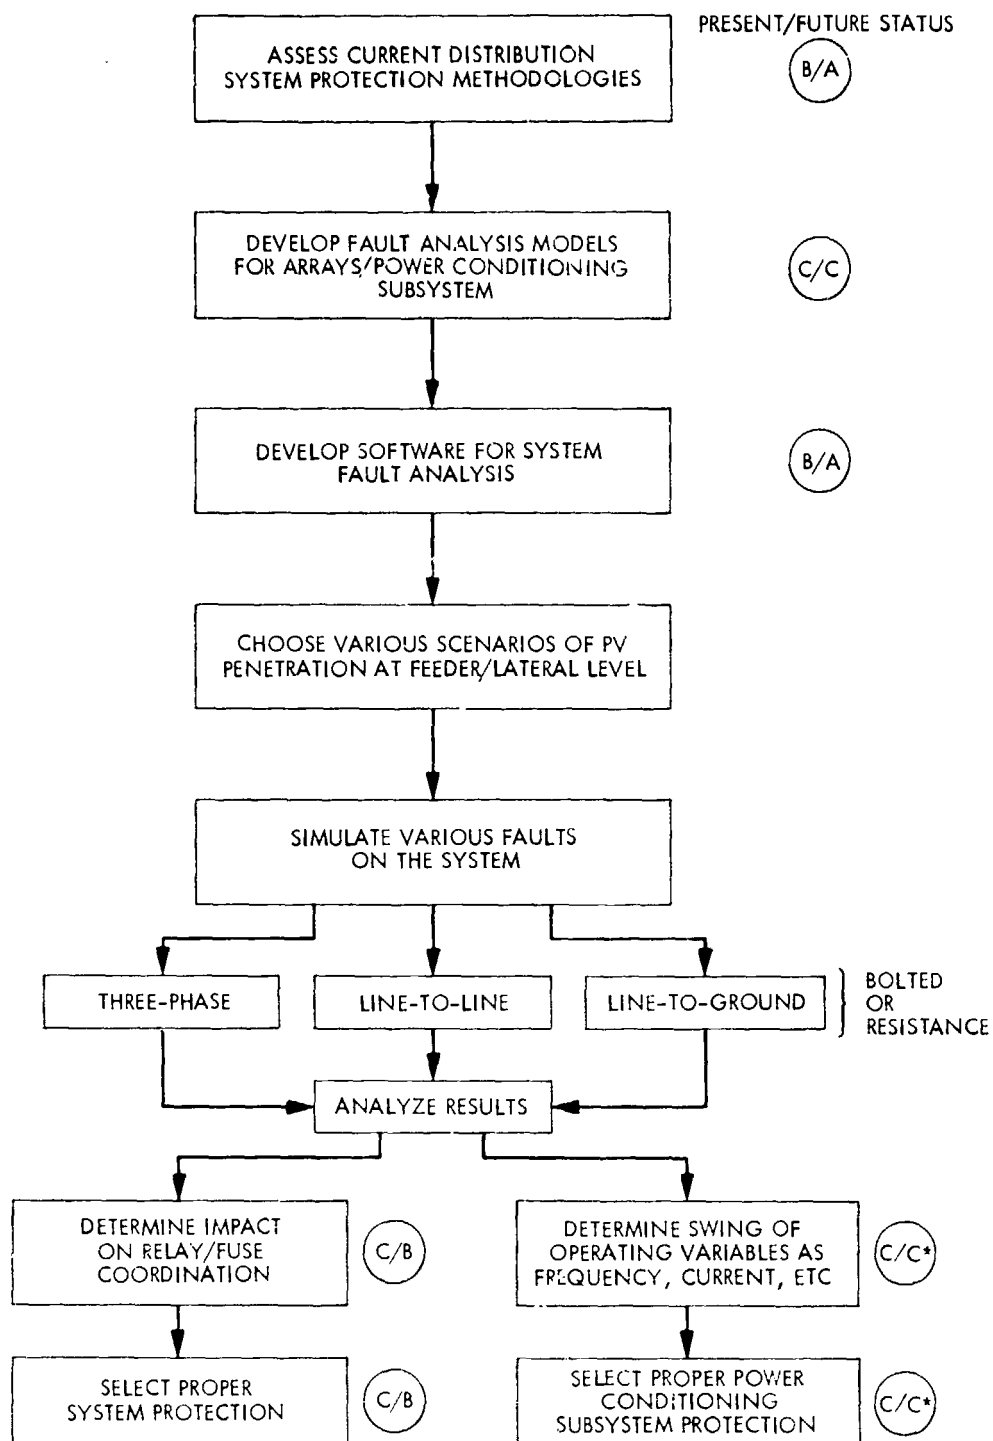 PRESENT/FUTURE STATUS
ASSESS CURRENT DISTRIBUTION
SYSTEM PROTECTION METHODOLOGIES
B/A
DEVELOP FAULT ANALYSIS MODELS
FOR ARRAYS/POWER CONDITIONING
SUBSYSTEM
C/C
DEVELOP SOFTWARE FOR SYSTEM
FAULT ANALYSIS
B/A
CHOOSE VARIOUS SCENARIOS OF PV
PENETRATION AT FEEDER/LATERAL LEVEL
SIMULATE VARIOUS FAULTS
ON THE SYSTEM
THREE-PHASE
LINE-TO-LINE
LINE-TO-GROUND
BOLTED
OR
RESISTANCE
ANALYZE RESULTS
DETERMINE IMPACT
ON RELAY/FUSE
COORDINATION
C/B
DETERMINE SWING OF
OPERATING VARIABLES AS
FREQUENCY, CURRENT, ETC
C/C*
SELECT PROPER
SYSTEM PROTECTION
C/B
SELECT PROPER POWER
CONDITIONING
SUBSYSTEM PROTECTION
C/C*